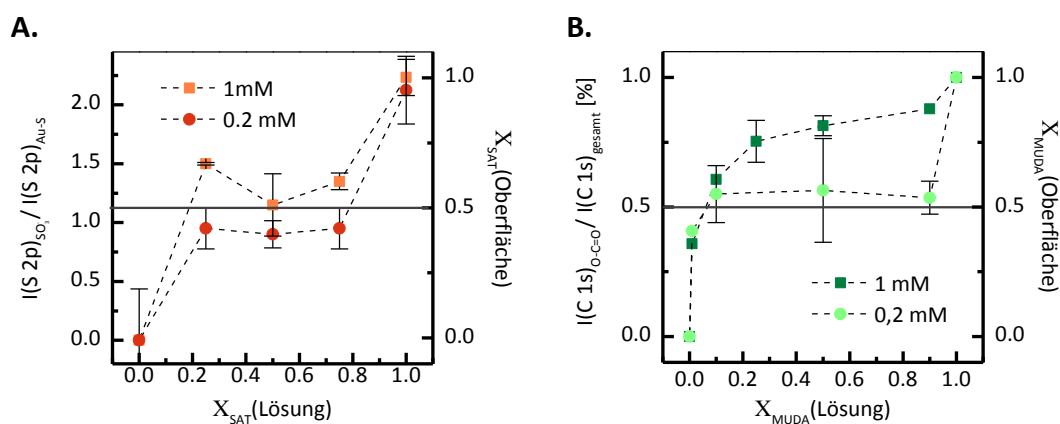 A.
I(S 2p)SO₃/ I(S 2p)Au-S
2.0
1.5
1.0
0.5
0.0
1mM
0.2 mM
1.0
0.5
0.0
XSAT(Oberfläche)
0.0 0.2 0.4 0.6 0.8 1.0
XSAT(Lösung)
B.
I(C 1s)O-C=O/ I(C 1s)gesamt [%]
1.0
0.5
0.0
1 mM
0,2 mM
1.0
0.5
0.0
XMUDA(Oberfläche)
0.0 0.2 0.4 0.6 0.8 1.0
XMUDA(Lösung)